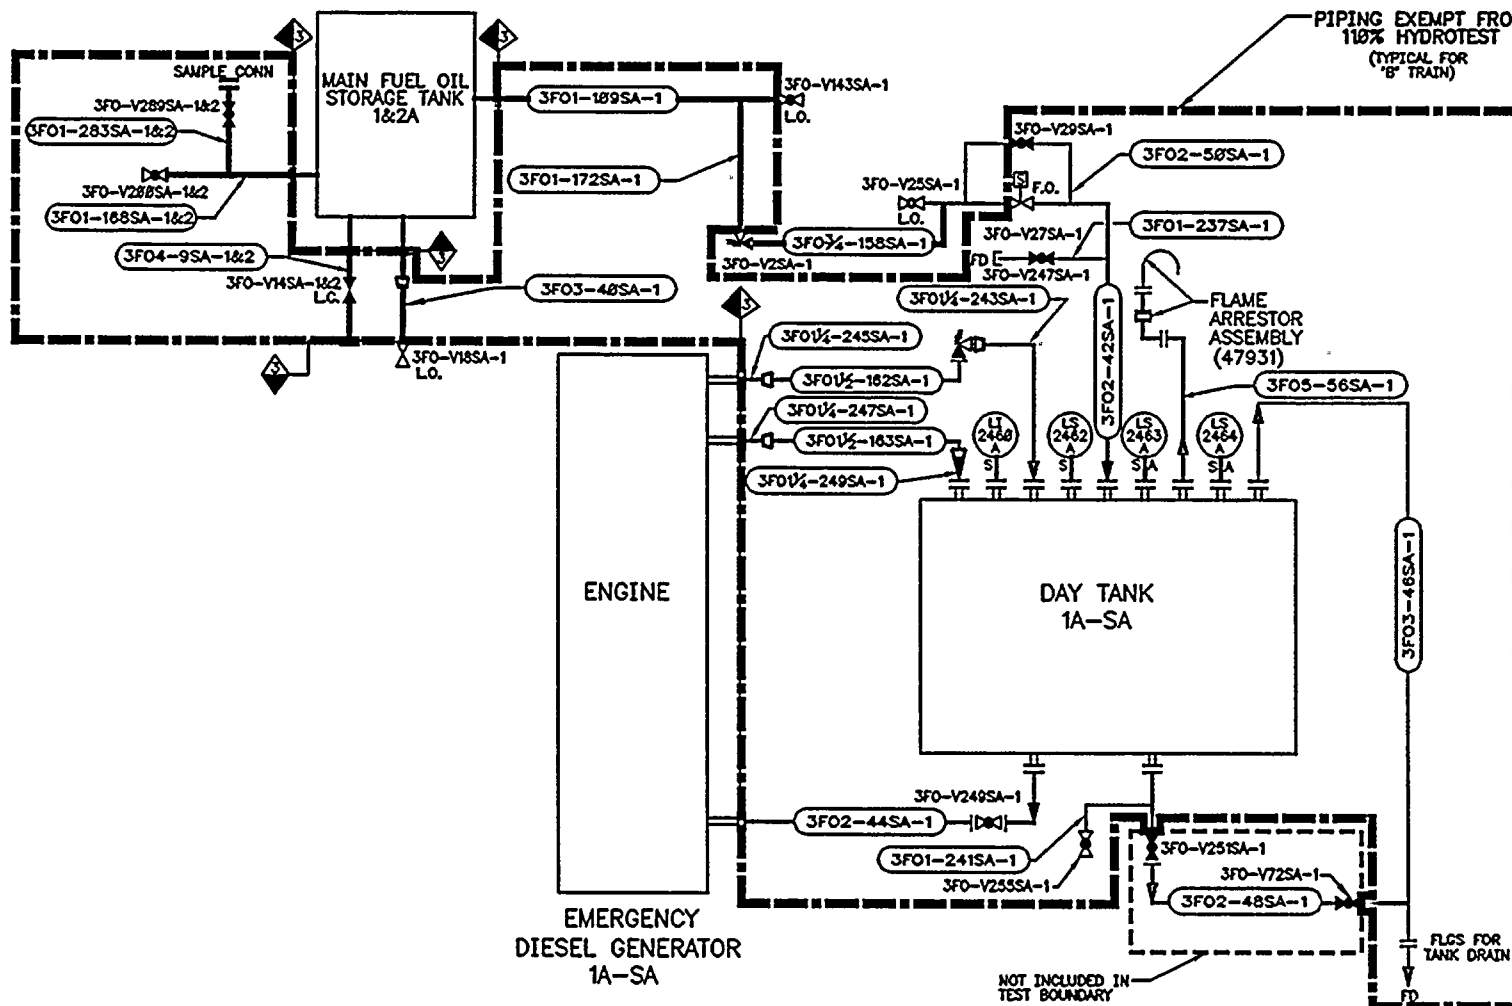 PIPING EXEMPT FRO
110% HYDROTEST
(TYPICAL FOR
"B" TRAIN)
3
3
SAMPLE CONN
MAIN FUEL OIL
STORAGE TANK
1&2A
3FO-V289SA-1&2
3FO1-283SA-1&2
3FO-V200SA-1&2
3FO1-168SA-1&2
3FO4-9SA-1&2
3FO-V14SA-1&2
L.C.
3
3FO1-109SA-1
3FO-V143SA-1
L.O.
3FO1-172SA-1
3FO3-40SA-1
3FO-V18SA-1
L.O.
3
3FO-V2SA-1
3FO¾-158SA-1
3FO-V25SA-1
L.O.
3FO-V29SA-1
S
F.O.
3FO2-50SA-1
3FO-V27SA-1
3FO1-237SA-1
FD
3FO-V247SA-1
3
3FO1¼-243SA-1
3FO1¼-245SA-1
3FO1½-162SA-1
3FO1¼-247SA-1
3FO1½-163SA-1
3FO1¼-249SA-1
3FO2-42SA-1
FLAME
ARRESTOR
ASSEMBLY
(47931)
3FO5-56SA-1
LI
2460
A
S
LS
2462
A
S
LS
2463
A
S A
LS
2464
A
S A
3FO3-46SA-1
ENGINE
DAY TANK
1A-SA
3FO-V249SA-1
3FO2-44SA-1
3FO1-241SA-1
3FO-V255SA-1
3FO-V251SA-1
3FO-V72SA-1
3FO2-48SA-1
EMERGENCY
DIESEL GENERATOR
1A-SA
NOT INCLUDED IN
TEST BOUNDARY
FLGS FOR
TANK DRAIN
FD